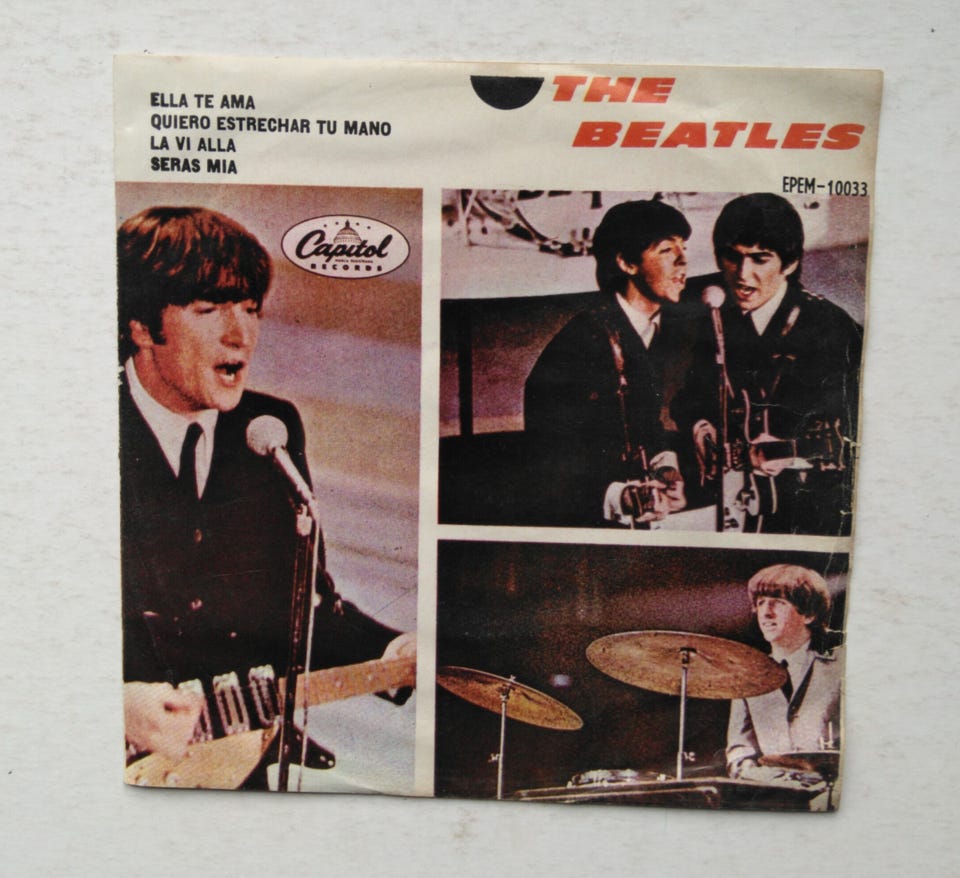 ELLA TE AMA
QUIERO ESTRECHAR TU MANO
LA VI ALLA
SERAS MIA
THE
BEATLES
EPEM-10033
Capitol
RECORDS